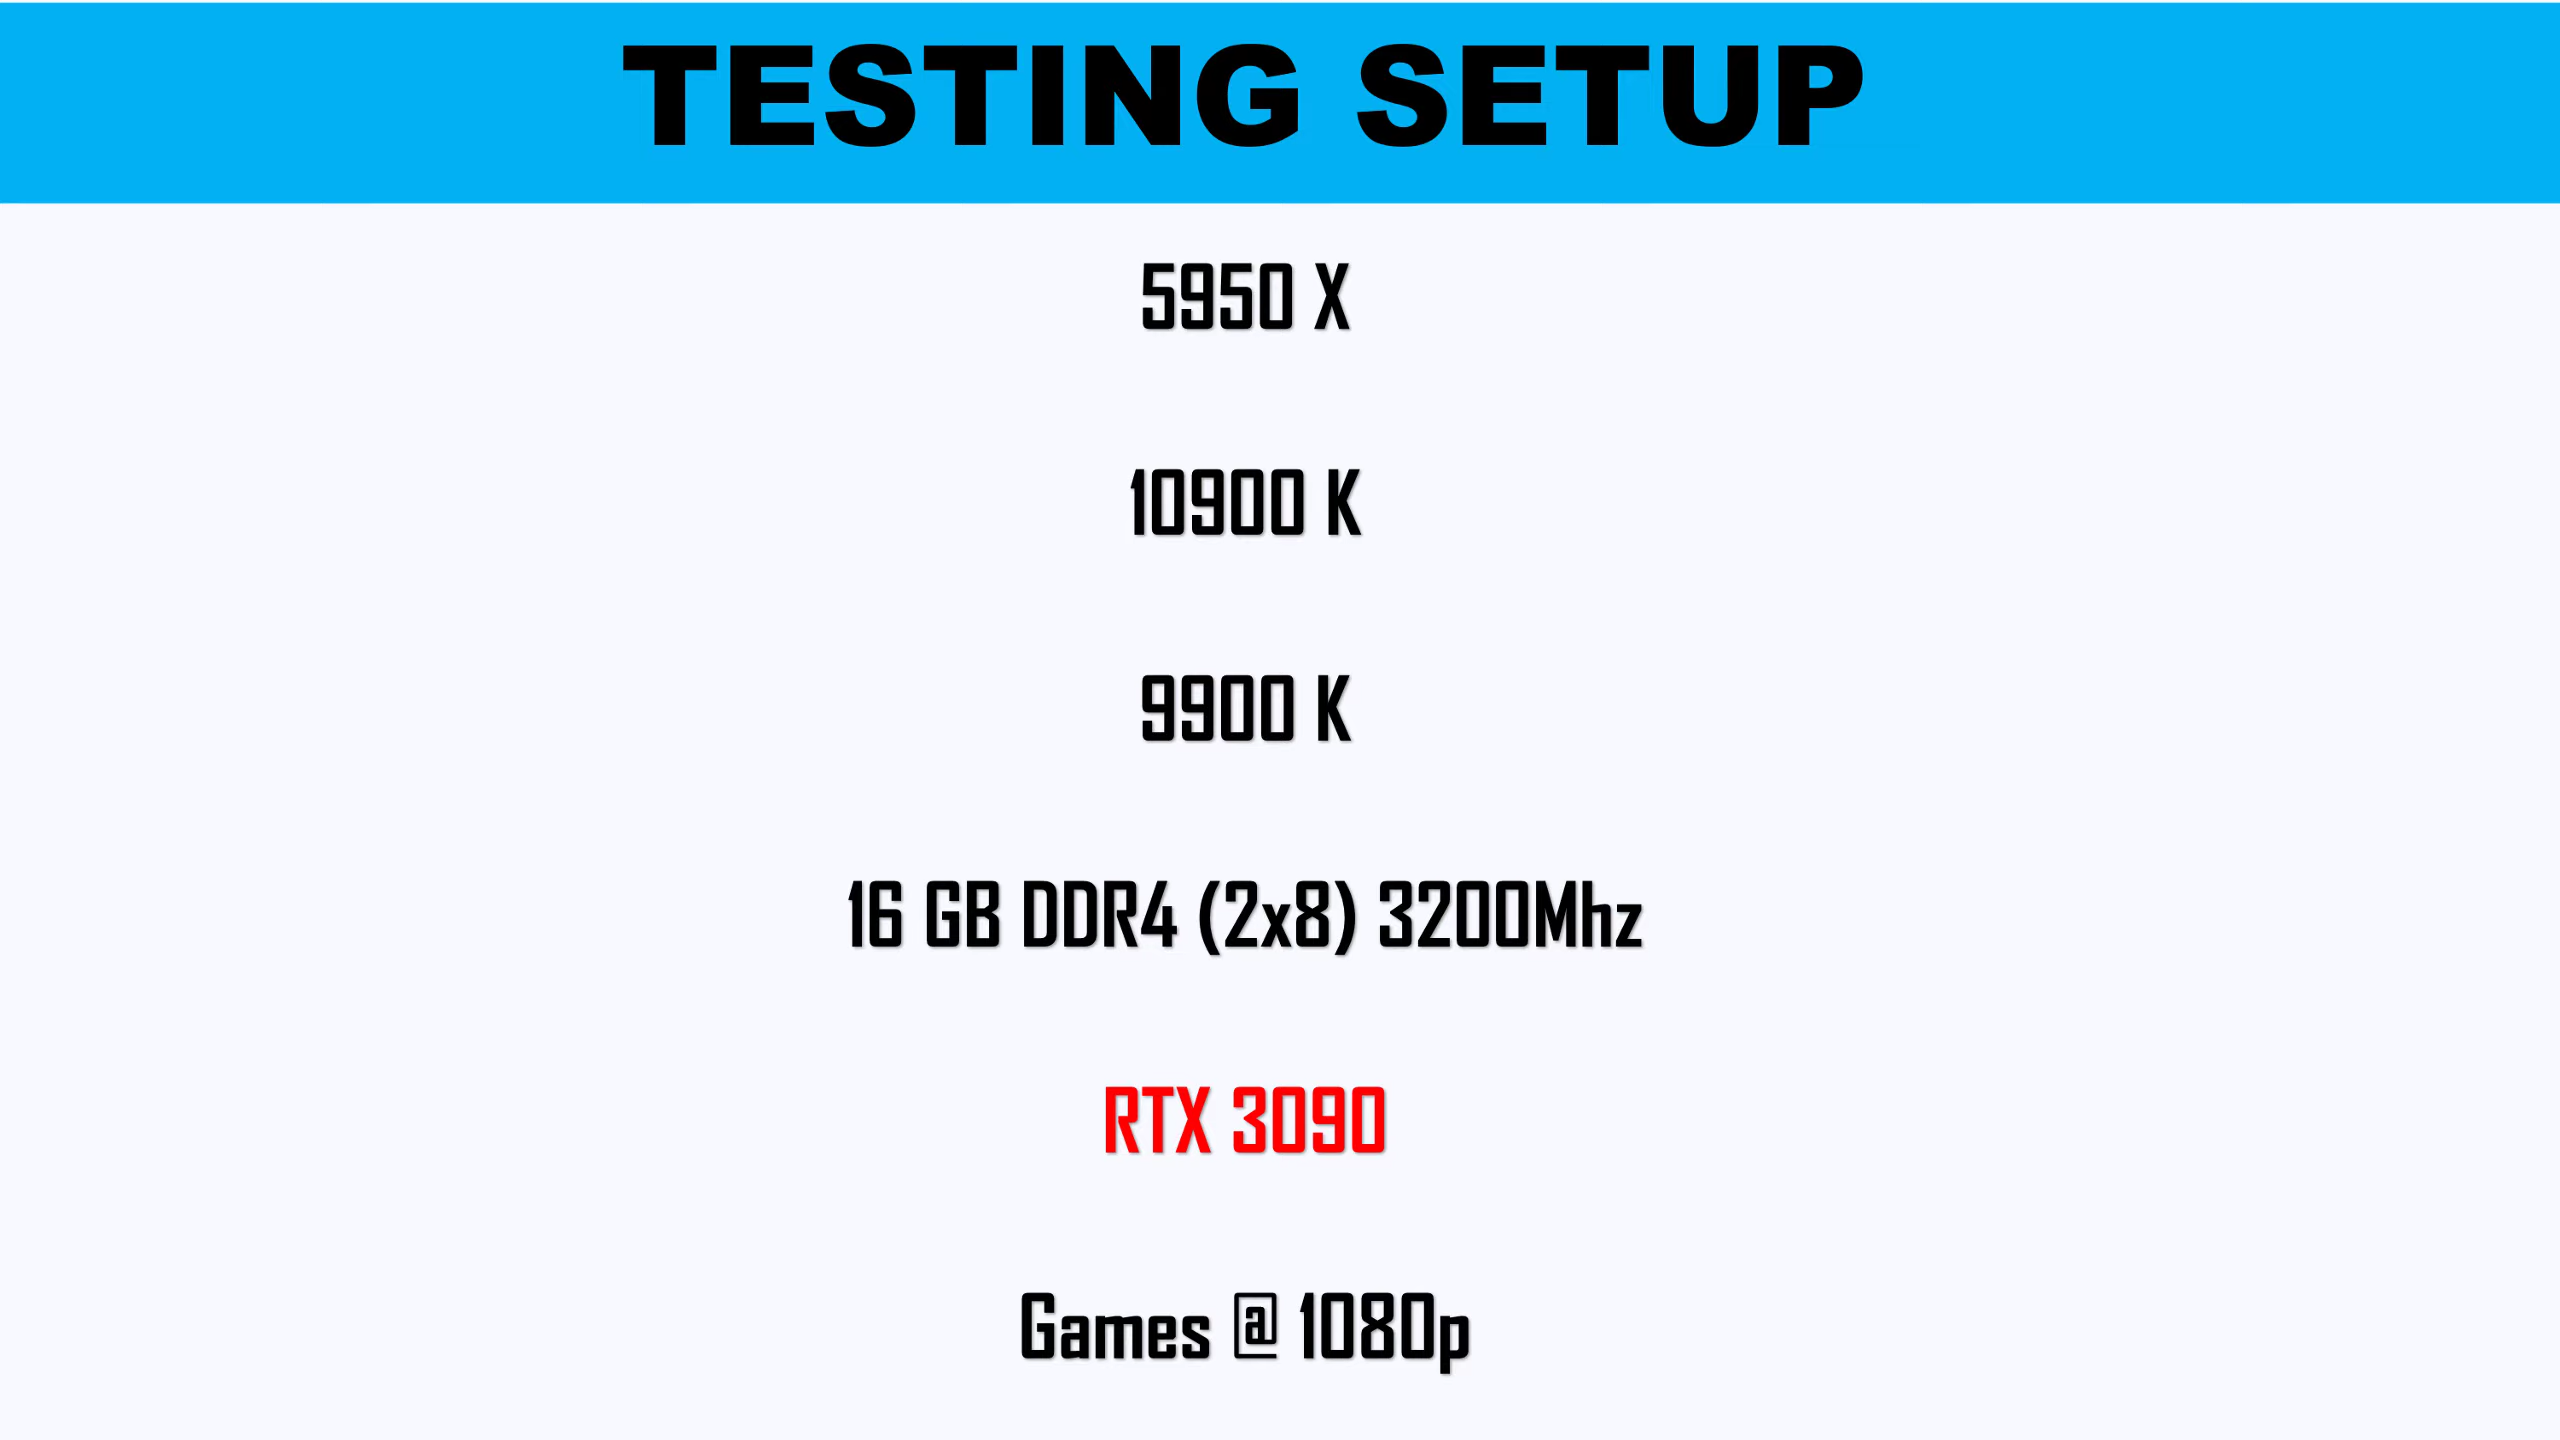 TESTING SETUP
5950 X
10900 K
9900 K
16 GB DDR4 (2x8) 3200Mhz
RTX 3090
Games @ 1080p